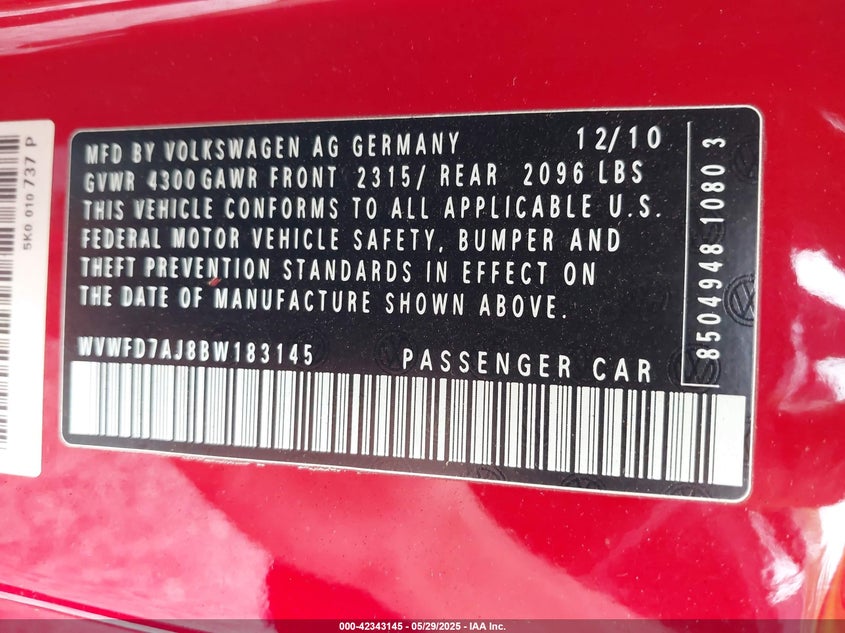 MFD BY VOLKSWAGEN AG GERMANY 12/10
GVWR 4300 GAWR FRONT 2315/ REAR 2096 LBS
THIS VEHICLE CONFORMS TO ALL APPLICABLE U.S.
FEDERAL MOTOR VEHICLE SAFETY, BUMPER AND
THEFT PREVENTION STANDARDS IN EFFECT ON
THE DATE OF MANUFACTURE SHOWN ABOVE.
WVWFD7AJ8BW183145 PASSENGER CAR
8504948 1080 3
5K0 010 737 P
000-42343145 - 05/29/2025 - IAA Inc.